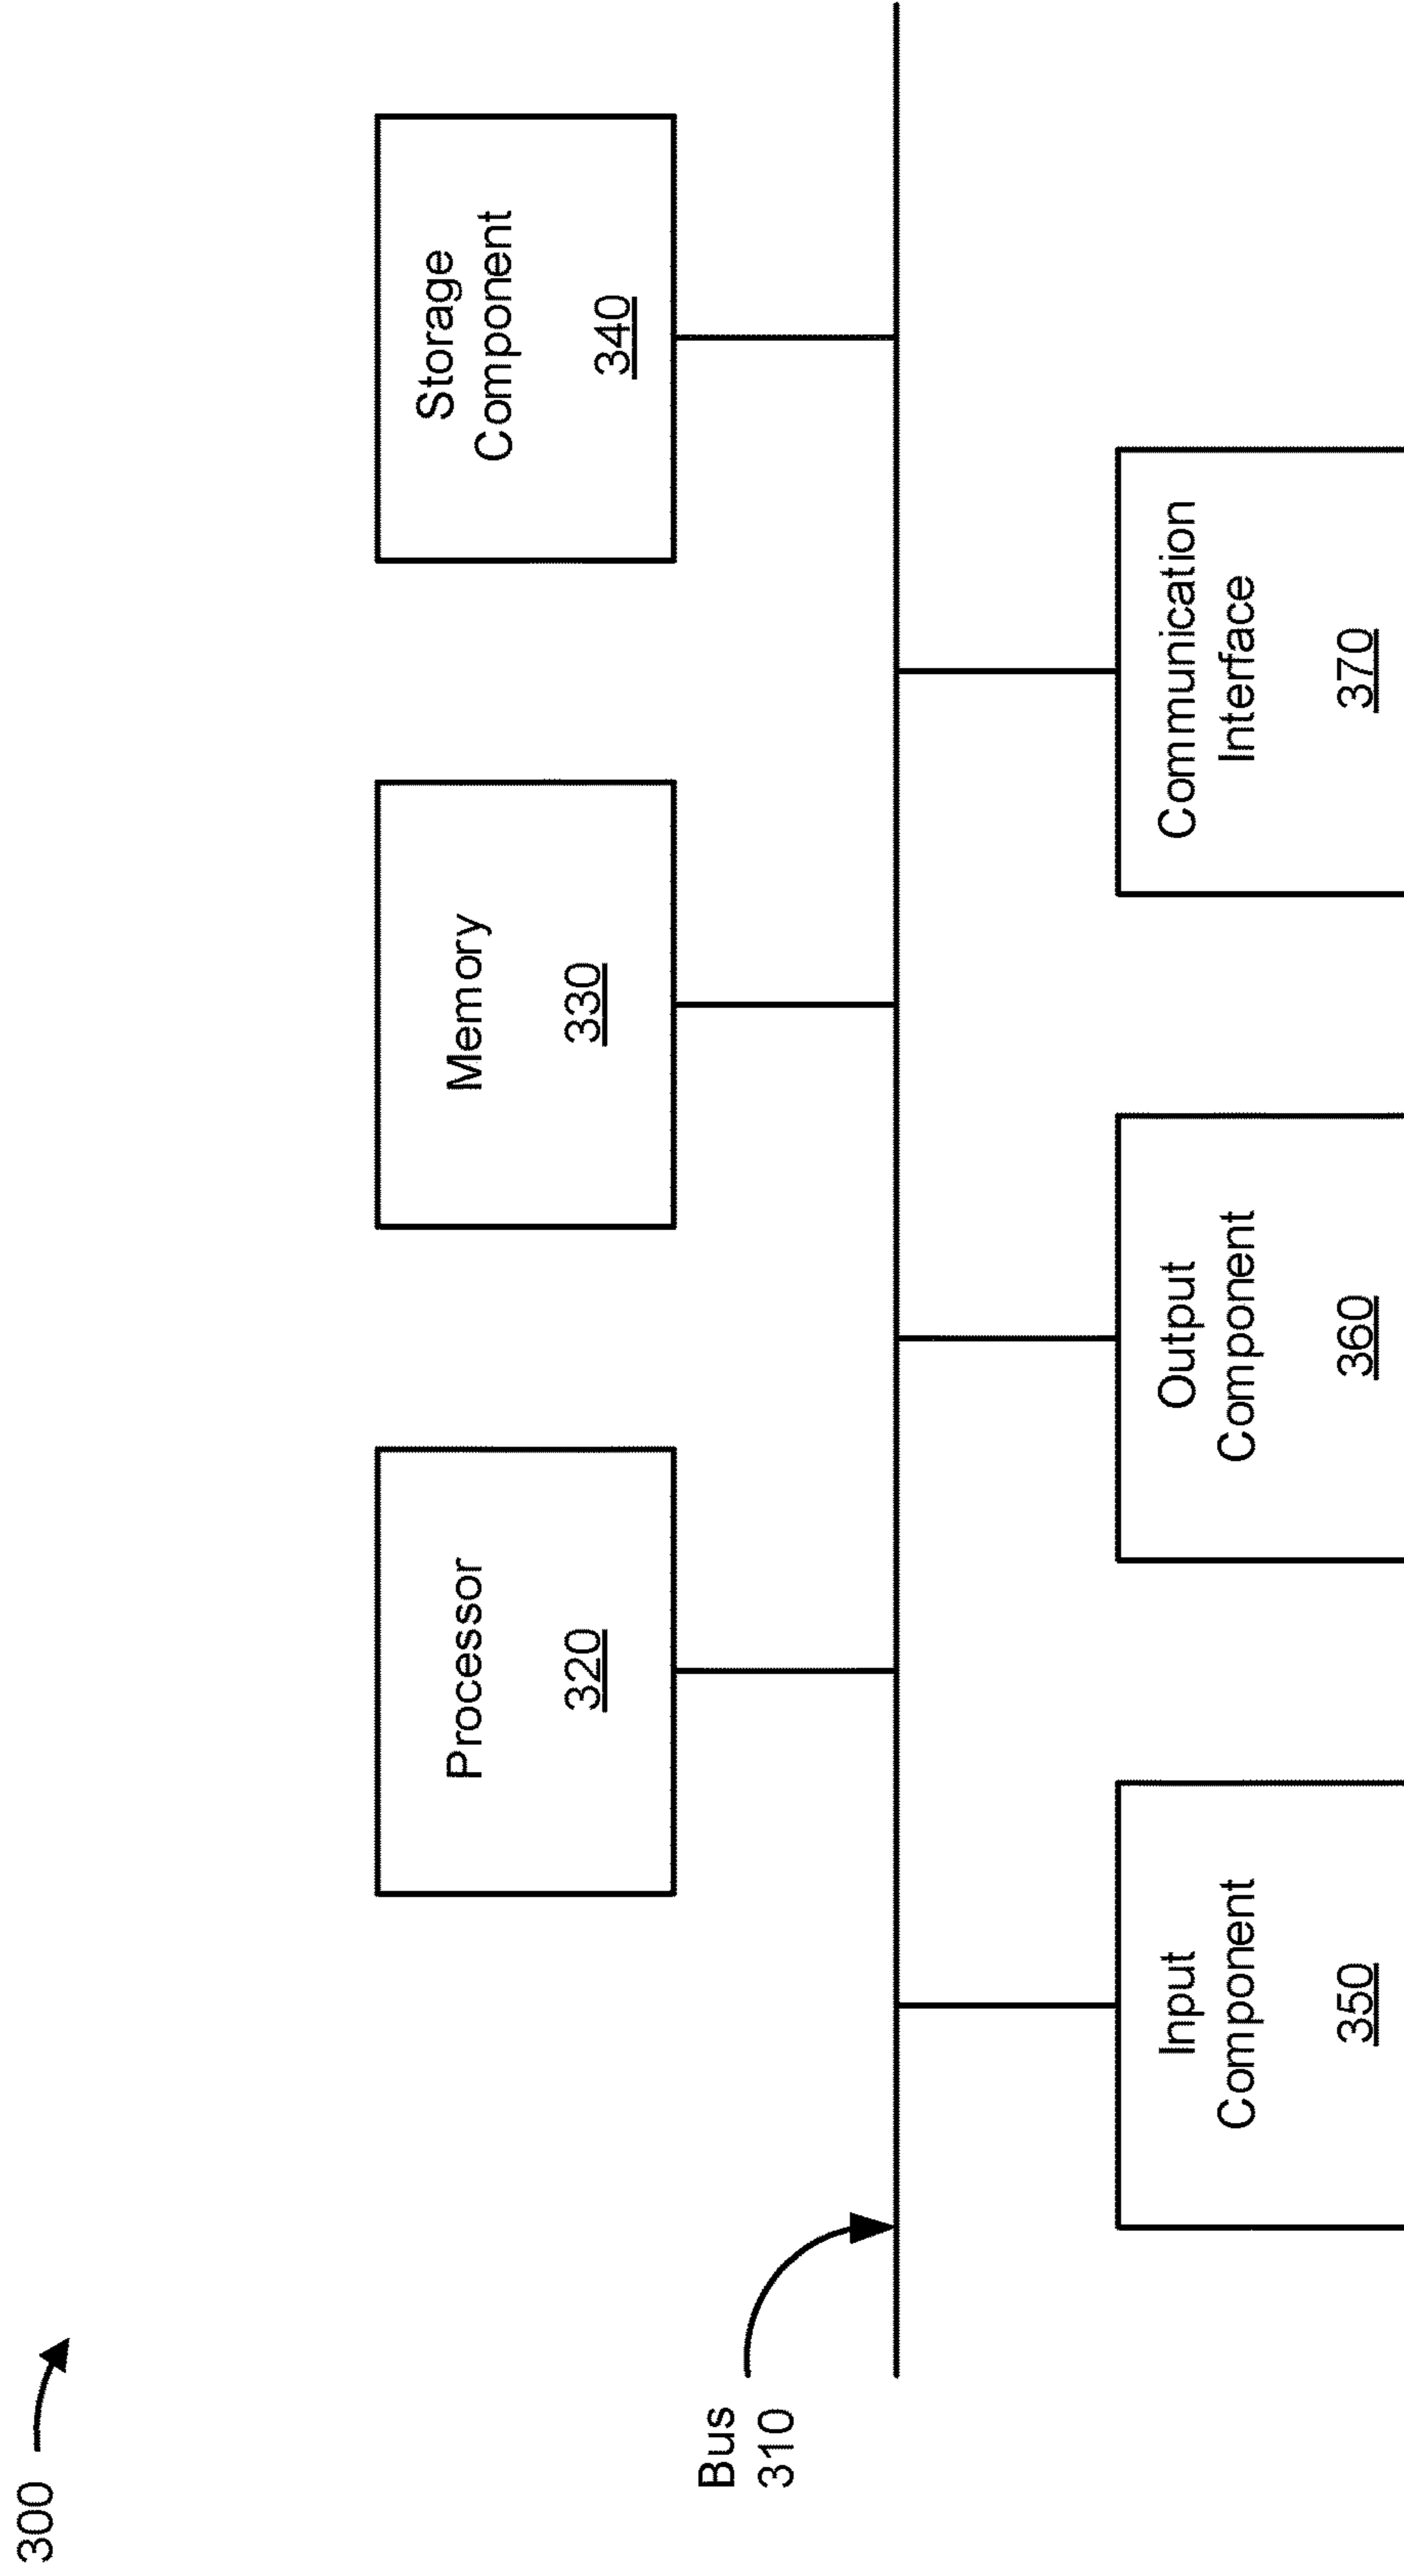 300
Processor
320
Memory
330
Storage
Component
340
Bus
310
Input
Component
350
Output
Component
360
Communication
Interface
370